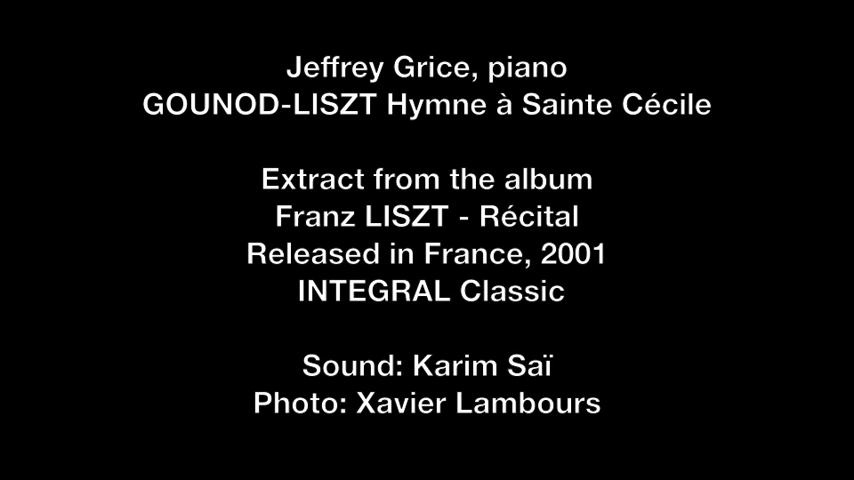 Jeffrey Grice, piano
GOUNOD-LISZT Hymne à Sainte Cécile
Extract from the album
Franz LISZT - Récital
Released in France, 2001
INTEGRAL Classic
Sound: Karim Saï
Photo: Xavier Lambours